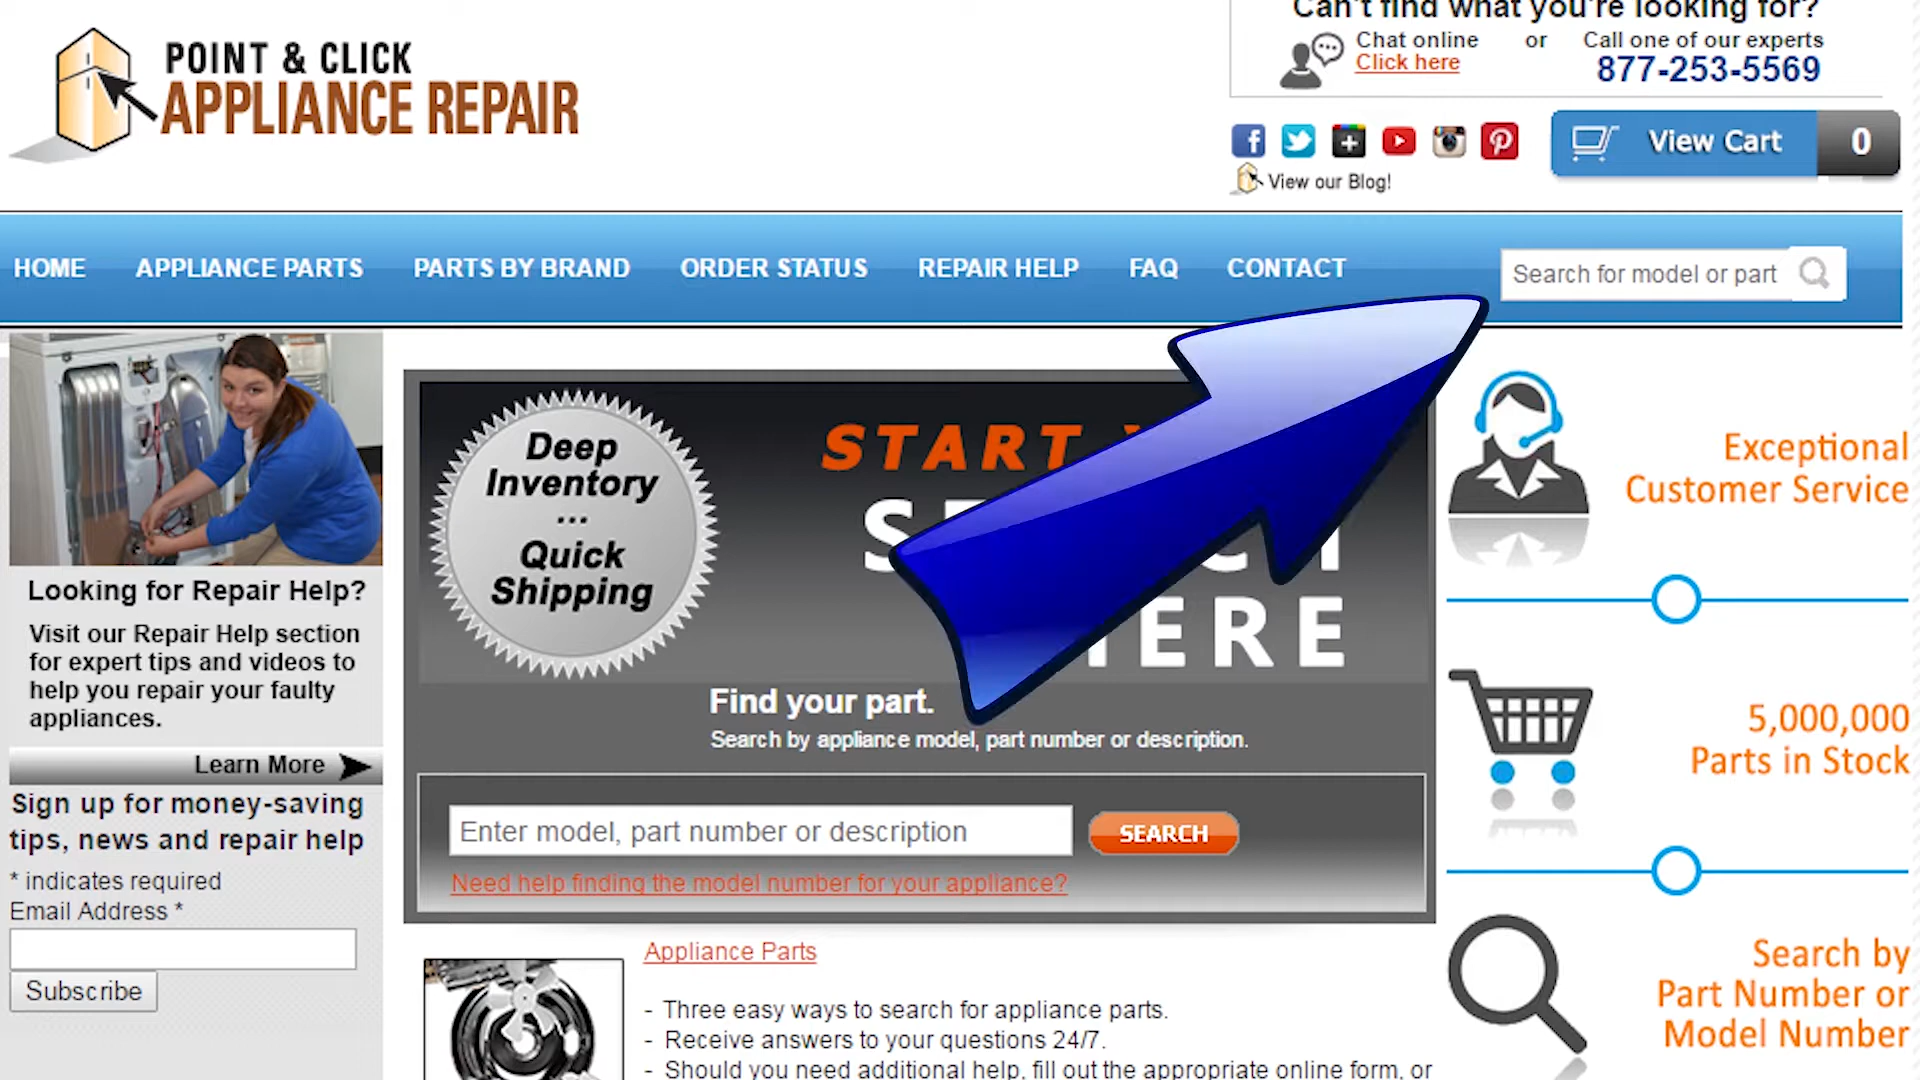 POINT & CLICK
APPLIANCE REPAIR
Can't find what you're looking for?
Chat online or Call one of our experts
Click here
877-253-5569
View our Blog!
View Cart 0
HOME APPLIANCE PARTS PARTS BY BRAND ORDER STATUS REPAIR HELP FAQ CONTACT
Search for model or part
Looking for Repair Help?
Visit our Repair Help section
for expert tips and videos to
help you repair your faulty
appliances.
Learn More
Sign up for money-saving
tips, news and repair help
* indicates required
Email Address *
Subscribe
Deep
Inventory
...
Quick
Shipping
START
Find your part.
Search by appliance model, part number or description.
Enter model, part number or description
SEARCH
Need help finding the model number for your appliance?
Appliance Parts
- Three easy ways to search for appliance parts.
- Receive answers to your questions 24/7.
- Should you need additional help, fill out the appropriate online form, or
Exceptional
Customer Service
5,000,000
Parts in Stock
Search by
Part Number or
Model Number